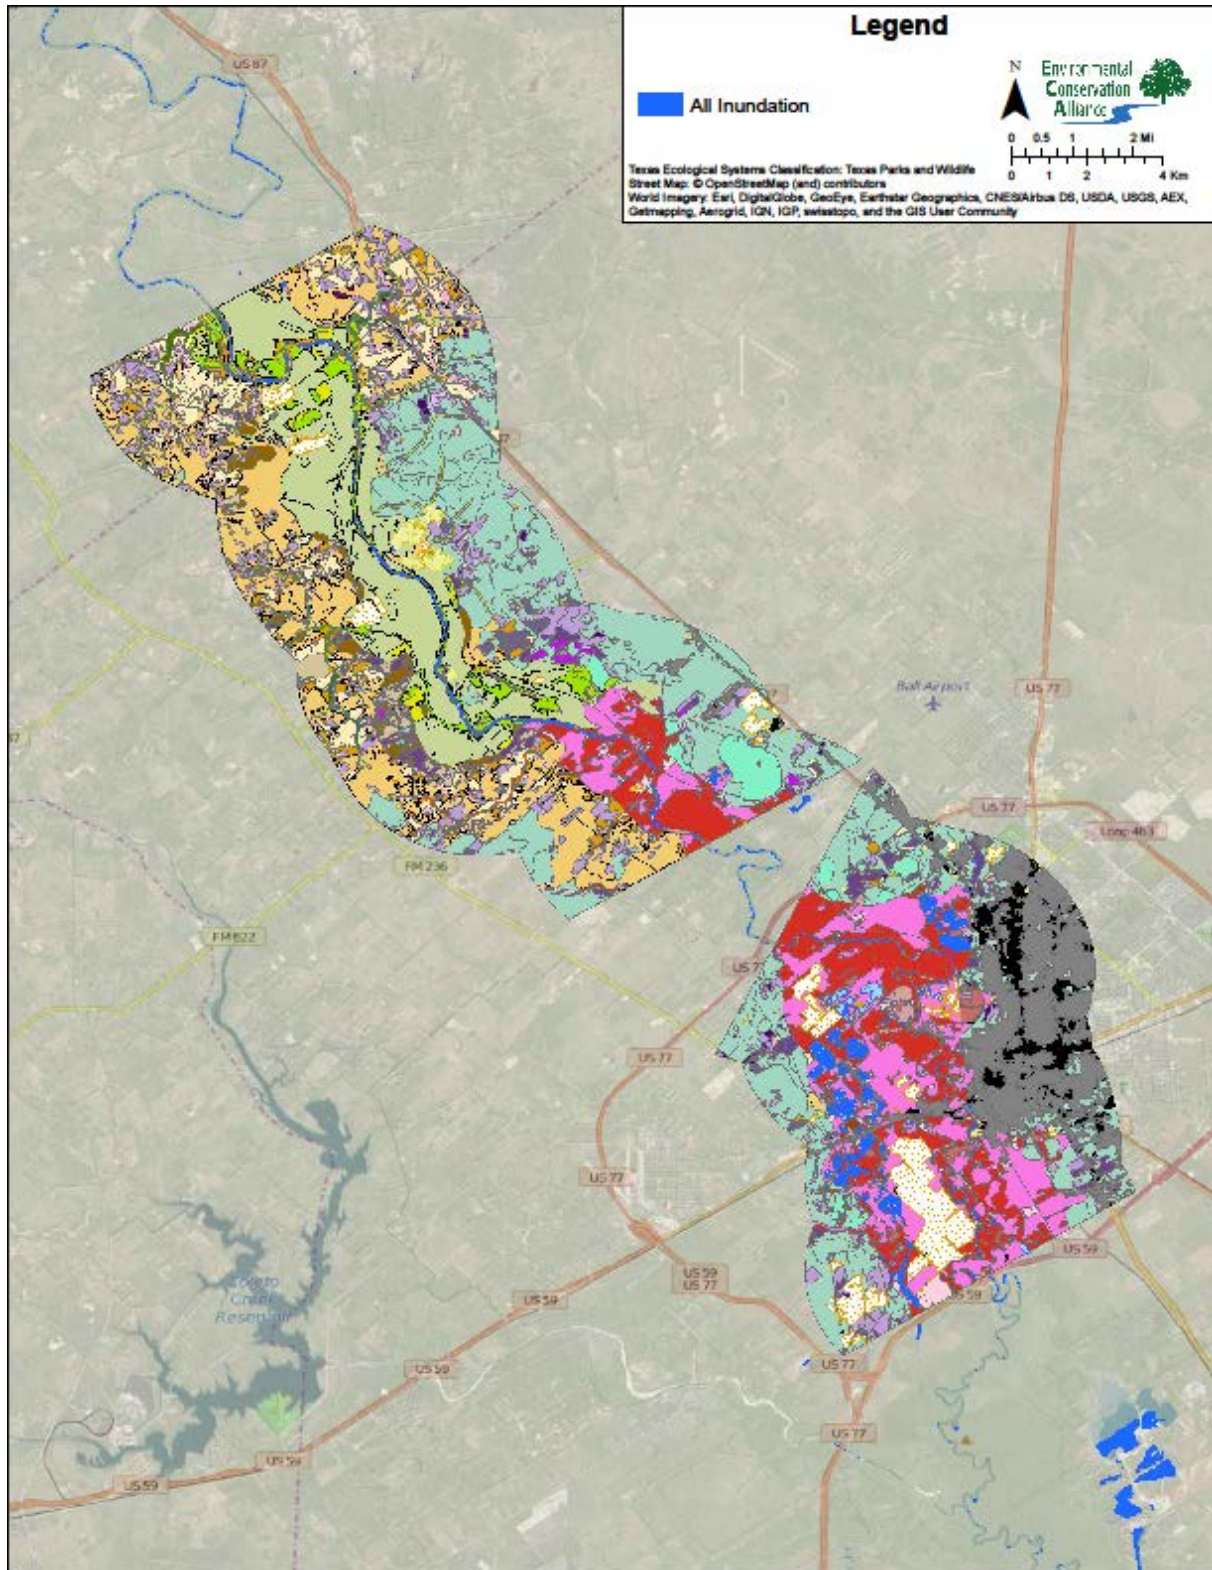 Legend
N
Environmental
Conservation
Alliance
All Inundation
0 0.5 1 2 Mi
0 1 2 4 Km
Texas Ecological Systems Classification: Texas Parks and Wildlife
Street Map: © OpenStreetMap (and) contributors
World Imagery: Esri, DigitalGlobe, GeoEye, Earthstar Geographics, CNES/Airbus DS, USDA, USGS, AEX,
Getmapping, Aerogrid, IGN, IGP, swisstopo, and the GIS User Community
US 87
Ball Airport
US 77
US 77
Loop 463
FM 236
FM 622
US 77
US 77
US 59
US 59
US 77
US 59
Coleto
Creek
Reservoir
US 59
US 77
US 77
US 59
US 59